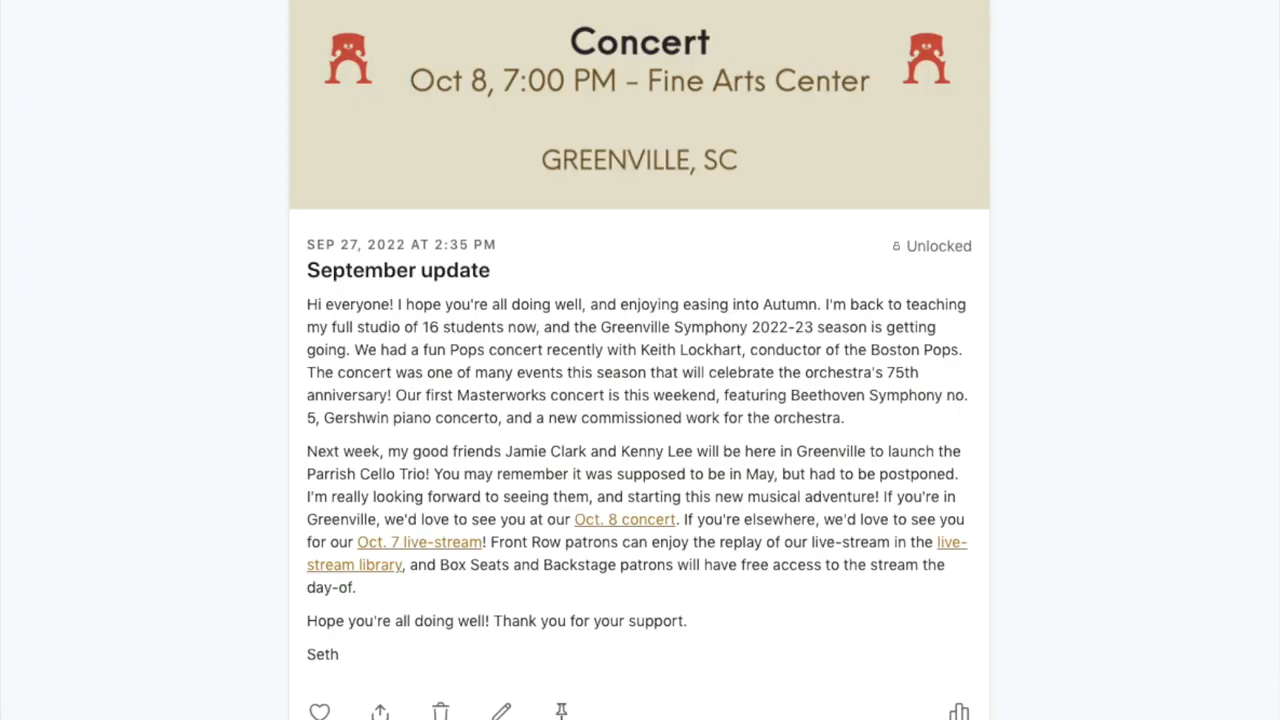 Concert
Oct 8, 7:00 PM – Fine Arts Center
GREENVILLE, SC
SEP 27, 2022 AT 2:35 PM
Unlocked
September update
Hi everyone! I hope you're all doing well, and enjoying easing into Autumn. I'm back to teaching
my full studio of 16 students now, and the Greenville Symphony 2022-23 season is getting
going. We had a fun Pops concert recently with Keith Lockhart, conductor of the Boston Pops.
The concert was one of many events this season that will celebrate the orchestra's 75th
anniversary! Our first Masterworks concert is this weekend, featuring Beethoven Symphony no.
5, Gershwin piano concerto, and a new commissioned work for the orchestra.
Next week, my good friends Jamie Clark and Kenny Lee will be here in Greenville to launch the
Parrish Cello Trio! You may remember it was supposed to be in May, but had to be postponed.
I'm really looking forward to seeing them, and starting this new musical adventure! If you're in
Greenville, we'd love to see you at our Oct. 8 concert. If you're elsewhere, we'd love to see you
for our Oct. 7 live-stream! Front Row patrons can enjoy the replay of our live-stream in the live-
stream library, and Box Seats and Backstage patrons will have free access to the stream the
day-of.
Hope you're all doing well! Thank you for your support.
Seth